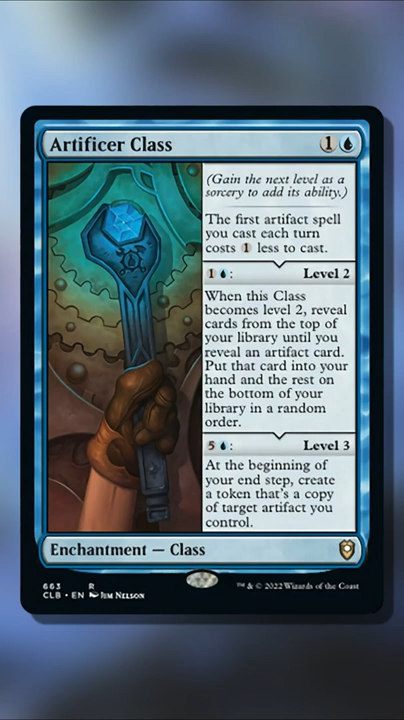 Artificer Class 1
(Gain the next level as a
sorcery to add its ability.)
The first artifact spell
you cast each turn
costs 1 less to cast.
1 : Level 2
When this Class
becomes level 2, reveal
cards from the top of
your library until you
reveal an artifact card.
Put that card into your
hand and the rest on
the bottom of your
library in a random
order.
5 : Level 3
At the beginning of
your end step, create
a token that's a copy
of target artifact you
control.
Enchantment — Class
663 R
CLB • EN Jim Nelson
™ & © 2022 Wizards of the Coast